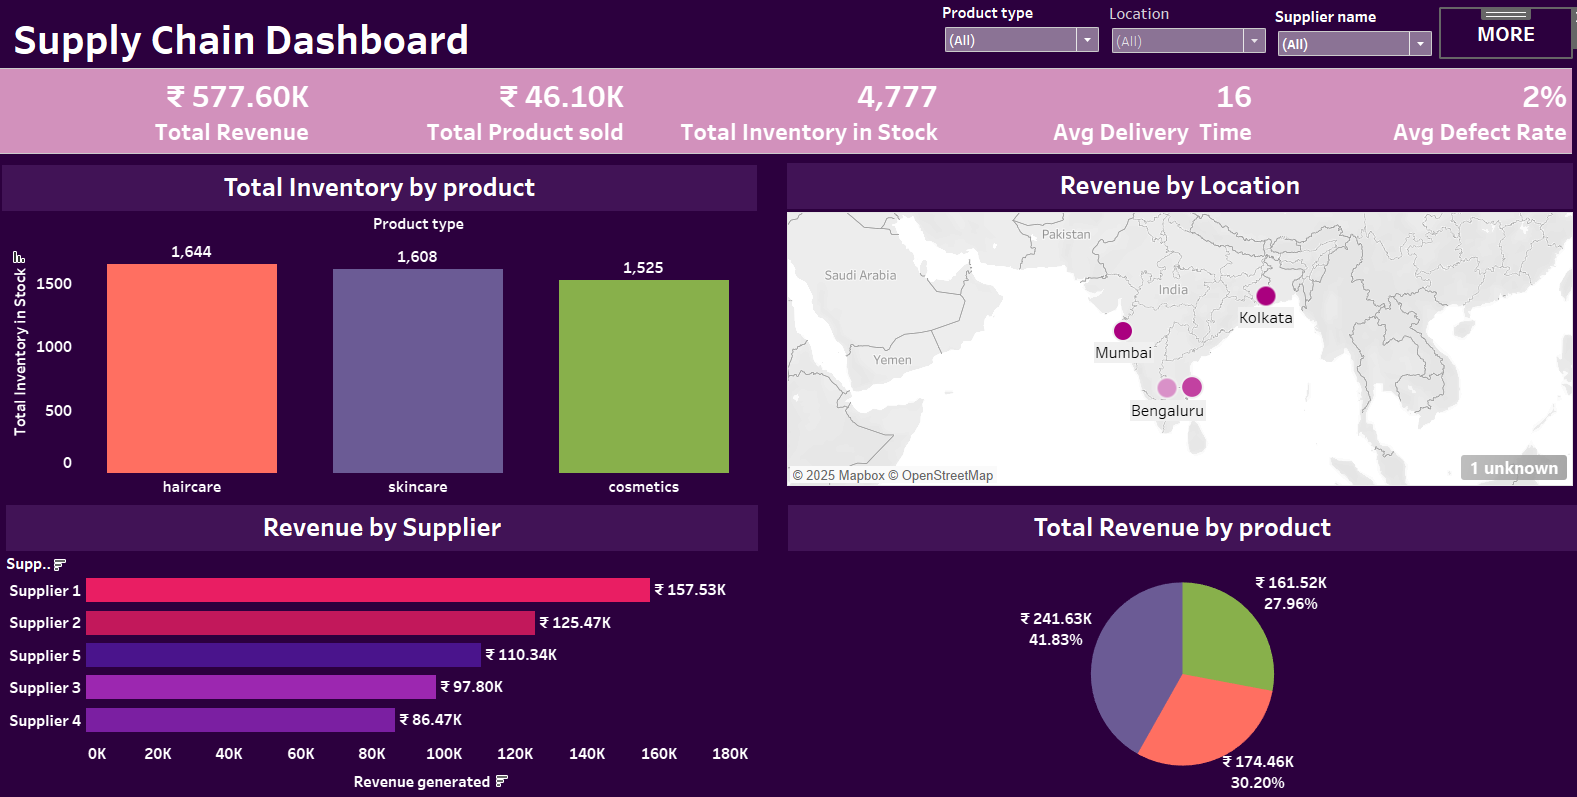 Supply Chain Dashboard
Product type
(All)
Location
(All)
Supplier name
(All)
MORE
₹ 577.60K
Total Revenue
₹ 46.10K
Total Product sold
4,777
Total Inventory in Stock
16
Avg Delivery Time
2%
Avg Defect Rate
Total Inventory by product
Product type
Total Inventory in Stock
1500
1000
500
0
1,644
1,608
1,525
haircare
skincare
cosmetics
Revenue by Location
Pakistan
Saudi Arabia
India
Yemen
Kolkata
Mumbai
Bengaluru
© 2025 Mapbox © OpenStreetMap
1 unknown
Revenue by Supplier
Supp..
Supplier 1
₹ 157.53K
Supplier 2
₹ 125.47K
Supplier 5
₹ 110.34K
Supplier 3
₹ 97.80K
Supplier 4
₹ 86.47K
0K 20K 40K 60K 80K 100K 120K 140K 160K 180K
Revenue generated
Total Revenue by product
₹ 161.52K
27.96%
₹ 241.63K
41.83%
₹ 174.46K
30.20%